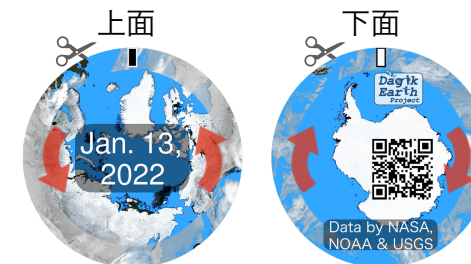 上面
下面
Jan. 13,
2022
Dagik
Earth
Project
Data by NASA,
NOAA & USGS